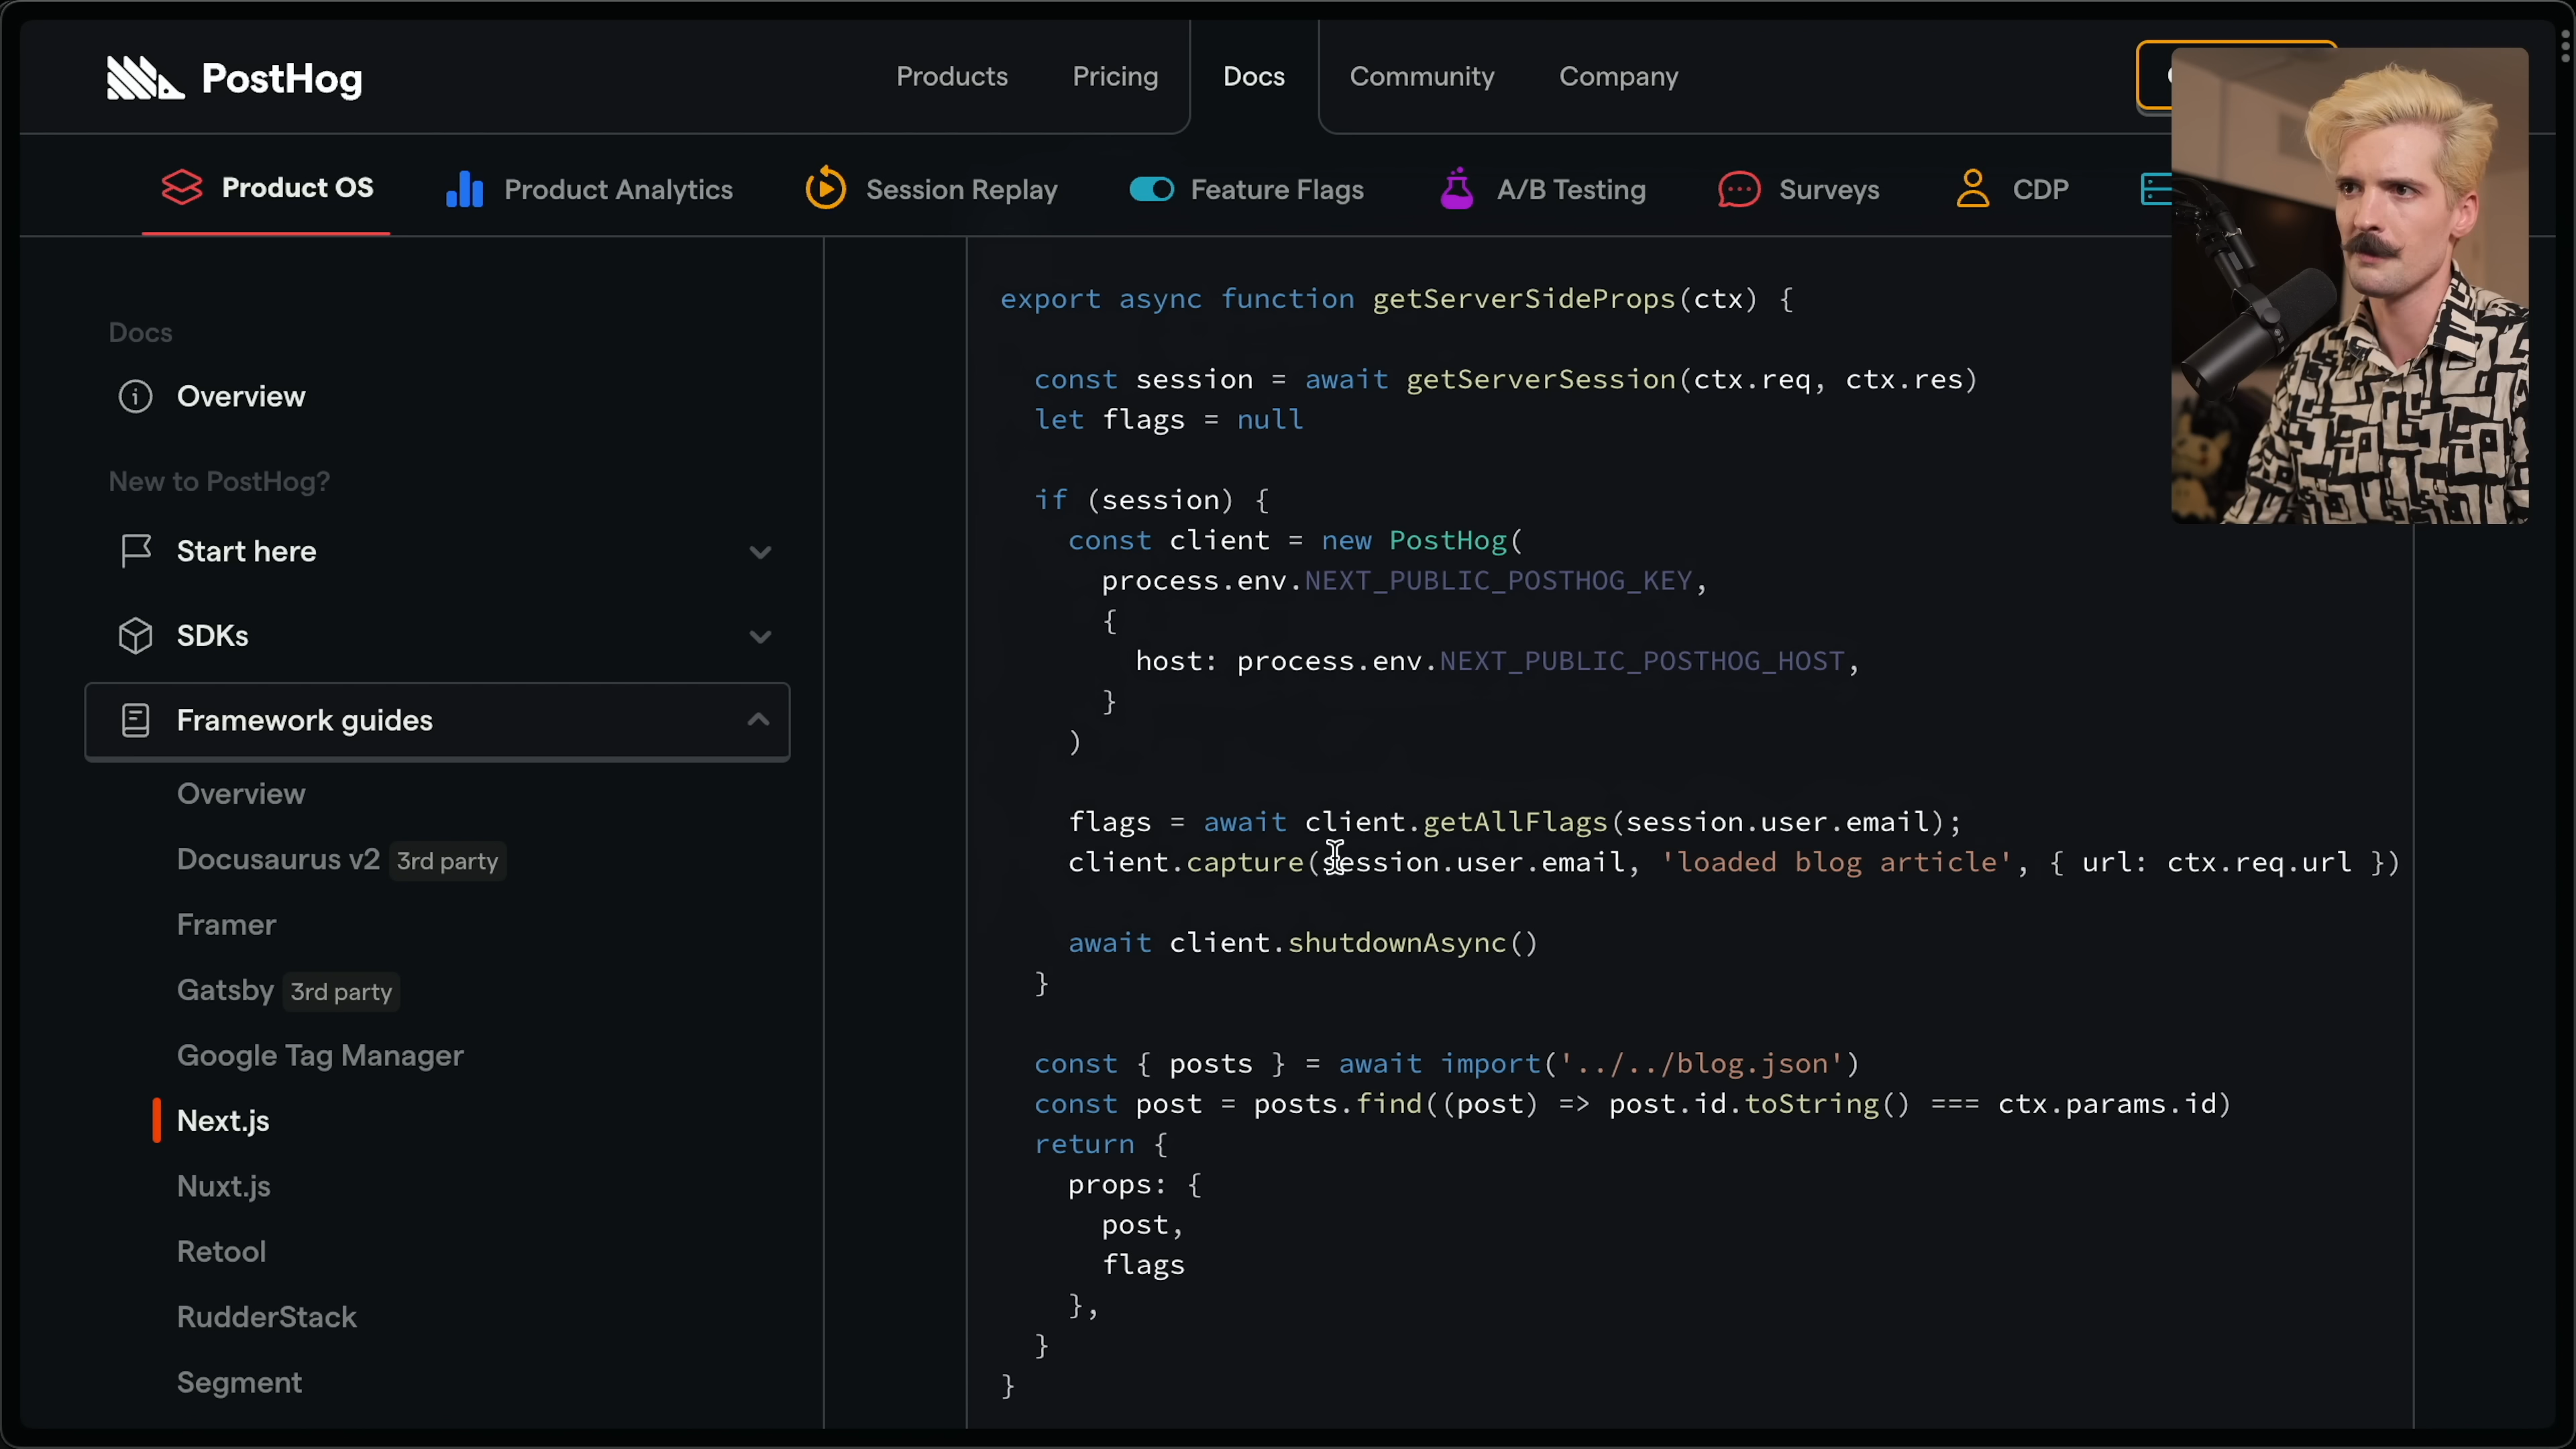 PostHog
Products
Pricing
Docs
Community
Company
Product OS
Product Analytics
Session Replay
Feature Flags
A/B Testing
Surveys
CDP
Docs
Overview
New to PostHog?
Start here
SDKs
Framework guides
Overview
Docusaurus v2 3rd party
Framer
Gatsby 3rd party
Google Tag Manager
Next.js
Nuxt.js
Retool
RudderStack
Segment
export async function getServerSideProps(ctx) {
const session = await getServerSession(ctx.req, ctx.res)
let flags = null
if (session) {
const client = new PostHog(
process.env.NEXT_PUBLIC_POSTHOG_KEY,
{
host: process.env.NEXT_PUBLIC_POSTHOG_HOST,
}
)
flags = await client.getAllFlags(session.user.email);
client.capture(session.user.email, 'loaded blog article', { url: ctx.req.url })
await client.shutdownAsync()
}
const { posts } = await import('../../blog.json')
const post = posts.find((post) => post.id.toString() === ctx.params.id)
return {
props: {
post,
flags
},
}
}